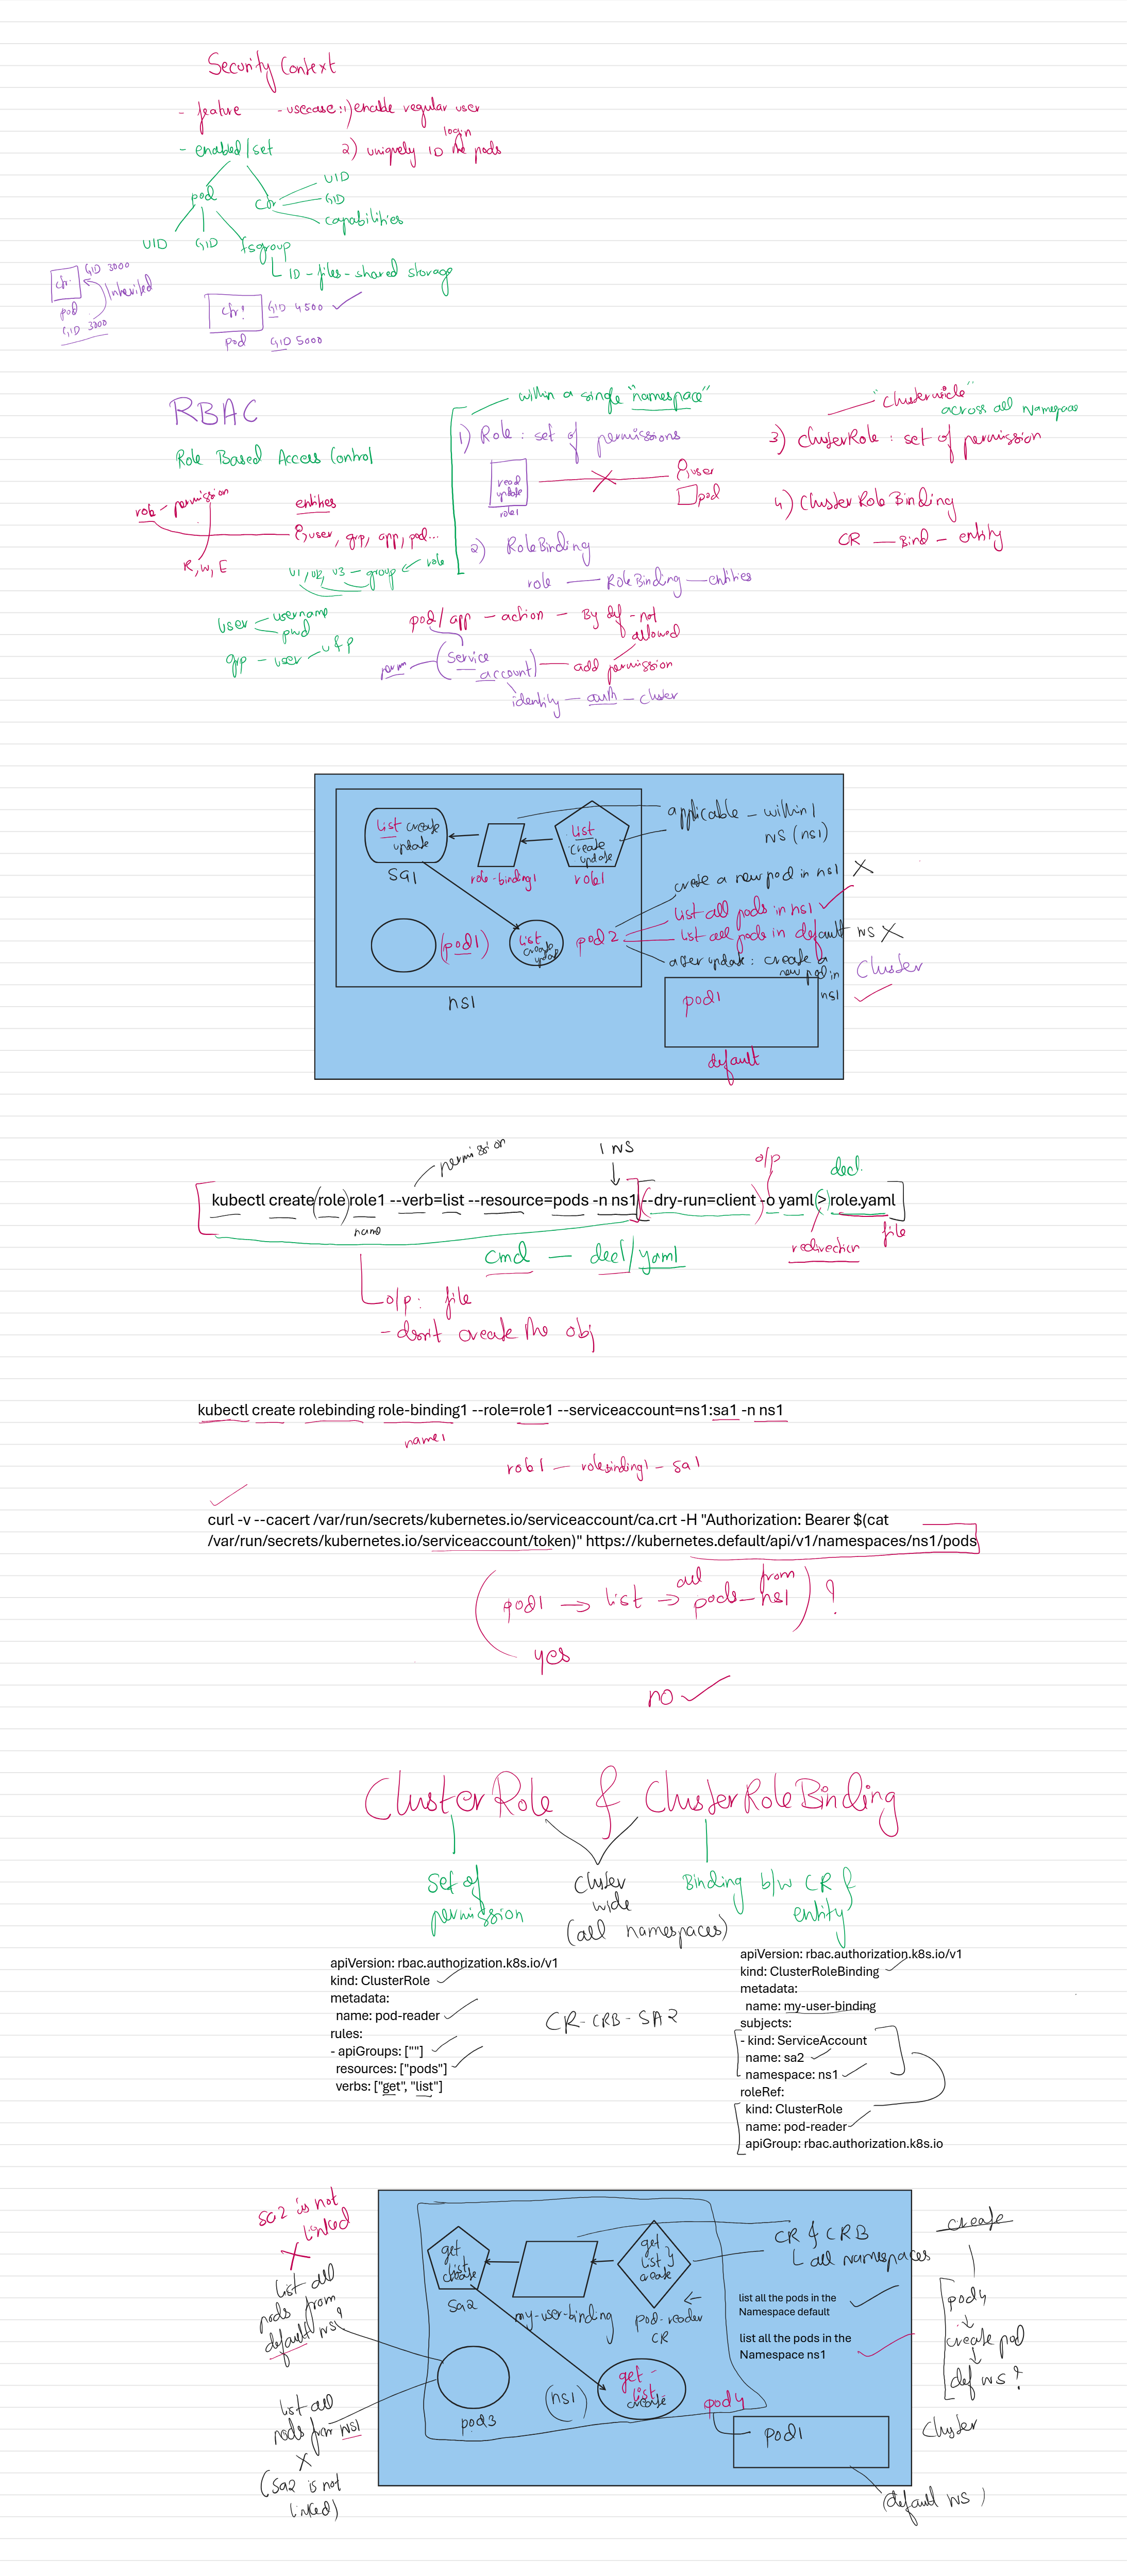 Security Context
- feature - usecase: 1) enable regular user
- enabled/set 2) uniquely ID the pods
login
pod
ctr
UID
GID
capabilities
UID GID fsgroup
ID - files - shared storage
ctr GID 3000
Inherited
pod
GID 3000
ctr1 GID 4500
pod GID 5000
RBAC
Role Based Access Control
role - permission
R, W, E
entities
user, grp, app, pod...
U1, U2, U3 - group role
user
username
pwd
grp - user - U & P
within a single "namespace"
1) Role : set of permissions
read
update
role1
user
pod
2) RoleBinding
role RoleBinding entities
"clusterwide"
across all namespace
3) clusterRole : set of permission
4) Cluster Role Binding
CR - Bind - entity
pod/app - action - By def - not
allowed
perm (service
account) add permission
identity - auth - cluster
List create
update
sa1
role-binding1
List
create
update
role1
applicable - within 1
NS (ns1)
create a new pod in ns1
list all pods in ns1
list all pods in default NS
after update : create a
new pod in
ns1
(pod1)
List
create
update
pod2
ns1
Cluster
pod1
default
permission
1 NS
o/p
decl.
kubectl create role role1 --verb=list --resource=pods -n ns1 --dry-run=client -o yaml > role.yaml
name
redirection
file
cmd - decl/yaml
o/p : file
- don't create the obj
kubectl create rolebinding role-binding1 --role=role1 --serviceaccount=ns1:sa1 -n ns1
name1
role1 - rolebinding1 - sa1
curl -v --cacert /var/run/secrets/kubernetes.io/serviceaccount/ca.crt -H "Authorization: Bearer $(cat
/var/run/secrets/kubernetes.io/serviceaccount/token)" https://kubernetes.default/api/v1/namespaces/ns1/pods
(pod1 → list → all pods - from ns1) ?
yes
no
ClusterRole & ClusterRoleBinding
set of
permission
Cluster
wide
(all namespaces)
Binding b/w CR &
entity
apiVersion: rbac.authorization.k8s.io/v1
kind: ClusterRole
metadata:
name: pod-reader
rules:
- apiGroups: [""]
resources: ["pods"]
verbs: ["get", "list"]
CR-CRB-SA2
apiVersion: rbac.authorization.k8s.io/v1
kind: ClusterRoleBinding
metadata:
name: my-user-binding
subjects:
- kind: ServiceAccount
name: sa2
namespace: ns1
roleRef:
kind: ClusterRole
name: pod-reader
apiGroup: rbac.authorization.k8s.io
sa2 is not
linked
list all
pods from
default ns?
list all
pods from NS1
(sa2 is not
linked)
get
list
create
sa2
my-user-binding
get
list
create
pod-reader
CR
CR & CRB
all namespaces
list all the pods in the
Namespace default
list all the pods in the
Namespace ns1
pod3
(ns1)
get -
list
create
pod4
pod1
(default NS)
create
pod4
create pod
def ns?
Cluster